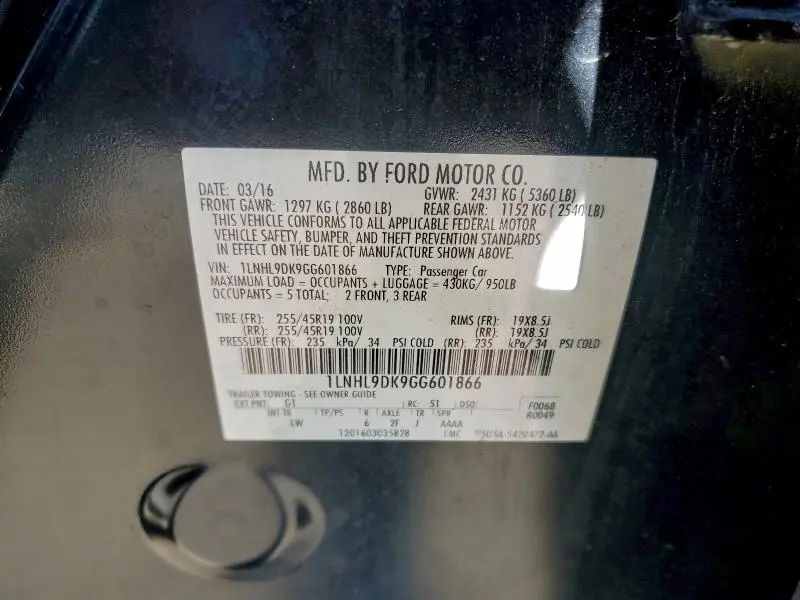 MFD. BY FORD MOTOR CO.
DATE: 03/16 GVWR: 2431 KG ( 5360 LB)
FRONT GAWR: 1297 KG ( 2860 LB) REAR GAWR: 1152 KG ( 2540 LB)
THIS VEHICLE CONFORMS TO ALL APPLICABLE FEDERAL MOTOR
VEHICLE SAFETY, BUMPER, AND THEFT PREVENTION STANDARDS
IN EFFECT ON THE DATE OF MANUFACTURE SHOWN ABOVE.
VIN: 1LNHL9DK9GG601866 TYPE: Passenger Car
MAXIMUM LOAD = OCCUPANTS + LUGGAGE = 430KG/ 950LB
OCCUPANTS = 5 TOTAL; 2 FRONT, 3 REAR
TIRE (FR): 255/45R19 100V RIMS (FR): 19X8.5J
(RR): 255/45R19 100V (RR): 19X8.5J
PRESSURE (FR): 235 kPa/ 34 PSI COLD (RR): 235 kPa/ 34 PSI COLD
1LNHL9DK9GG601866
TRAILER TOWING - SEE OWNER GUIDE
EXT PNT: G1 RC: 51 DSO: F0068
INT TR TP/PS R AXLE TR SPR R0049
LW 6 2F J AAAA
1201603035828 CMC 5U5A-5420472-AA